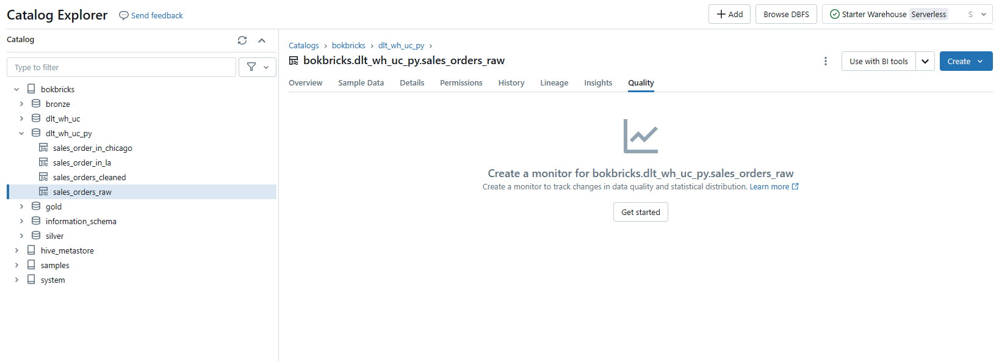 Catalog Explorer
Send feedback
Add
Browse DBFS
Starter Warehouse Serverless S
Catalog
Type to filter
bokbricks
bronze
dlt_wh_uc
dlt_wh_uc_py
sales_order_in_chicago
sales_order_in_la
sales_orders_cleaned
sales_orders_raw
gold
information_schema
silver
hive_metastore
samples
system
Catalogs › bokbricks › dlt_wh_uc_py ›
bokbricks.dlt_wh_uc_py.sales_orders_raw
Use with BI tools
Create
Overview Sample Data Details Permissions History Lineage Insights Quality
Create a monitor for bokbricks.dlt_wh_uc_py.sales_orders_raw
Create a monitor to track changes in data quality and statistical distribution. Learn more
Get started